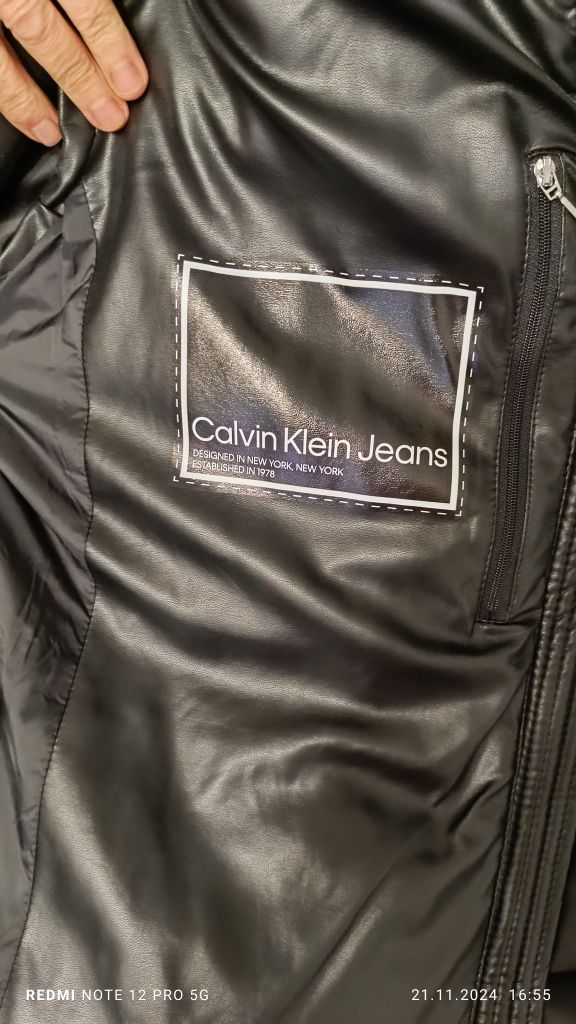 Calvin Klein Jeans
DESIGNED IN NEW YORK, NEW YORK
ESTABLISHED IN 1978
REDMI NOTE 12 PRO 5G
21.11.2024 16:55